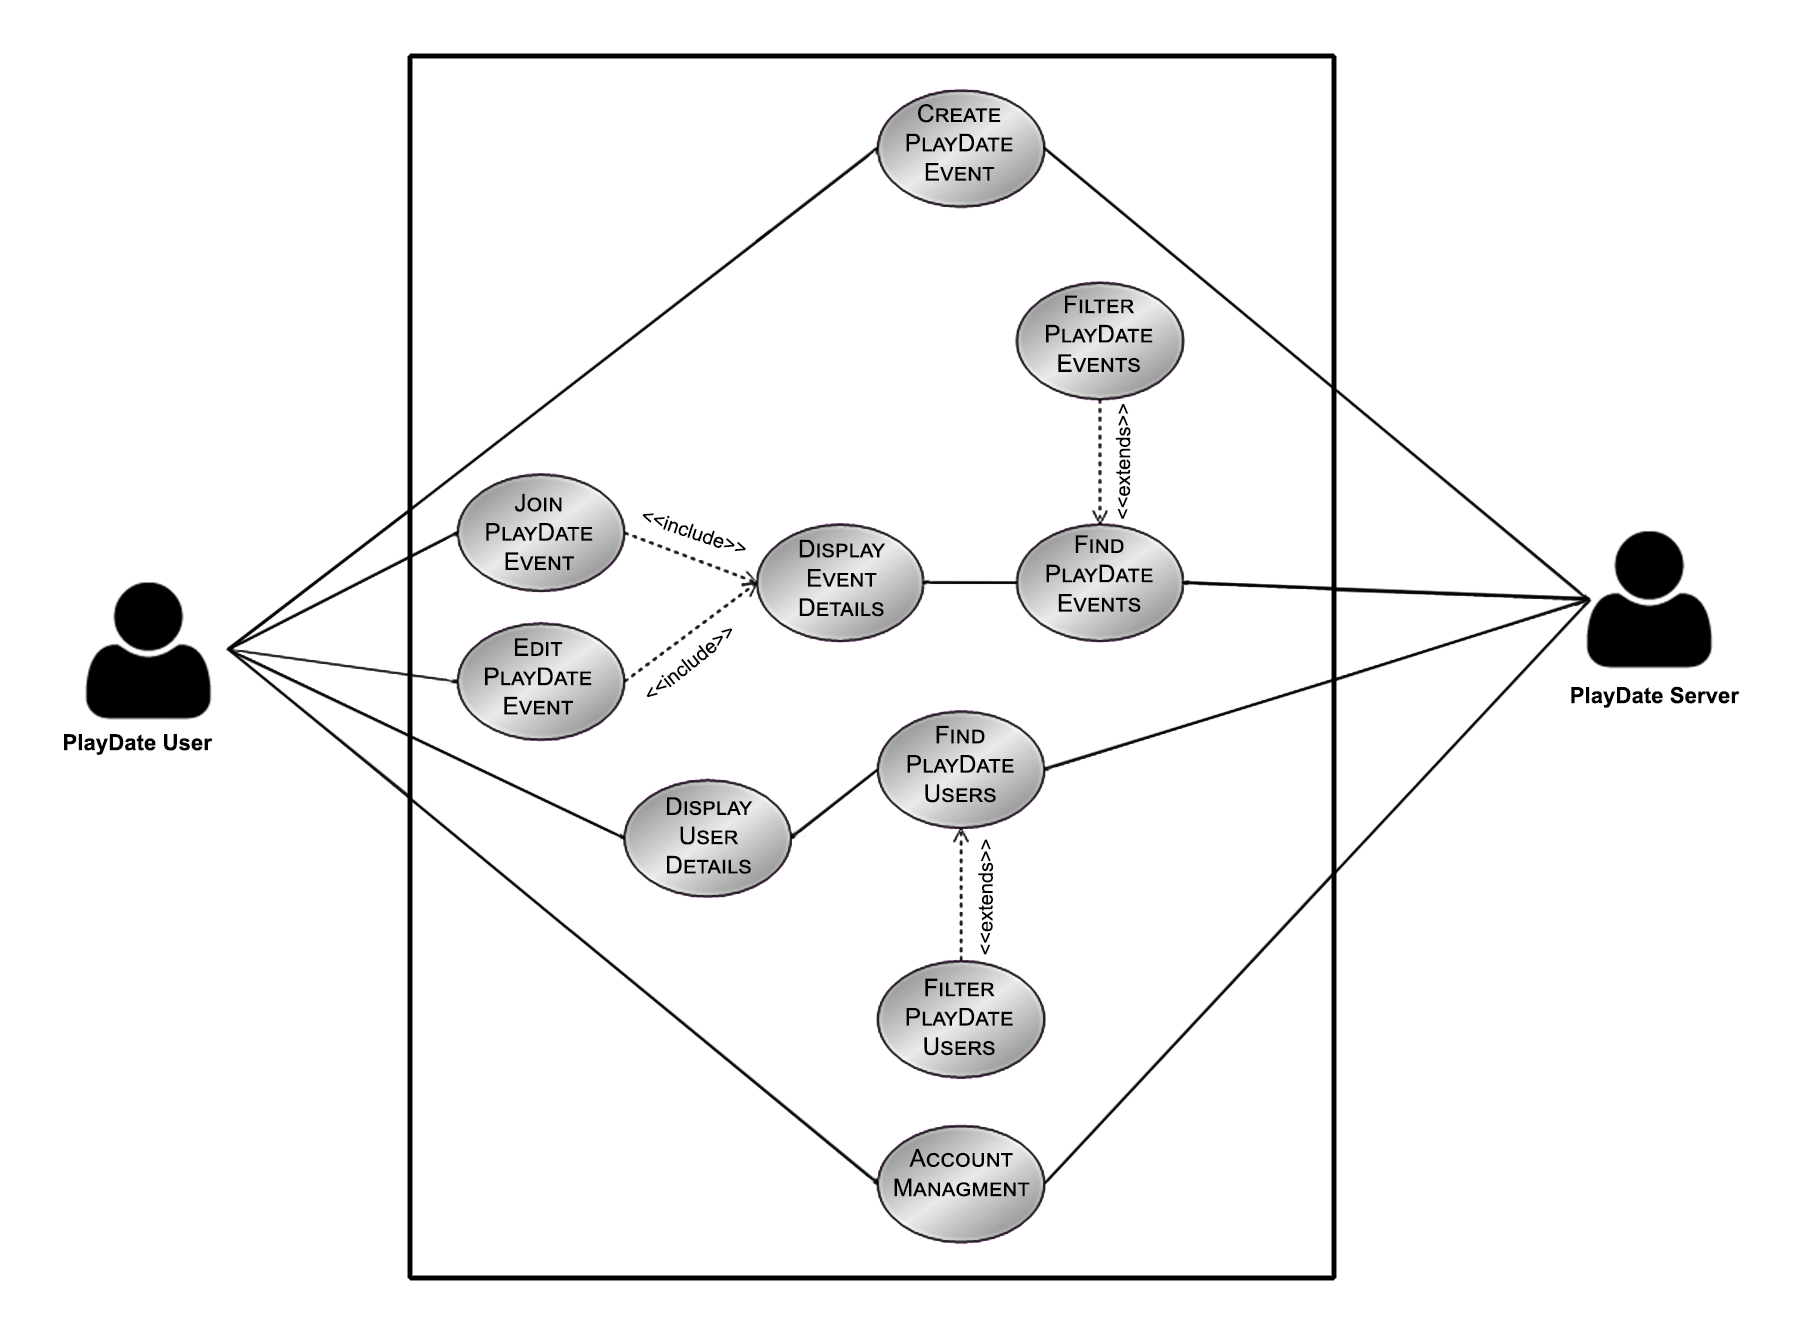 CREATE
PLAYDATE
EVENT
FILTER
PLAYDATE
EVENTS
<<extends>>
JOIN
PLAYDATE
EVENT
<<include>>
DISPLAY
EVENT
DETAILS
FIND
PLAYDATE
EVENTS
EDIT
PLAYDATE
EVENT
<<include>>
PlayDate User
PlayDate Server
FIND
PLAYDATE
USERS
DISPLAY
USER
DETAILS
<<extends>>
FILTER
PLAYDATE
USERS
ACCOUNT
MANAGMENT